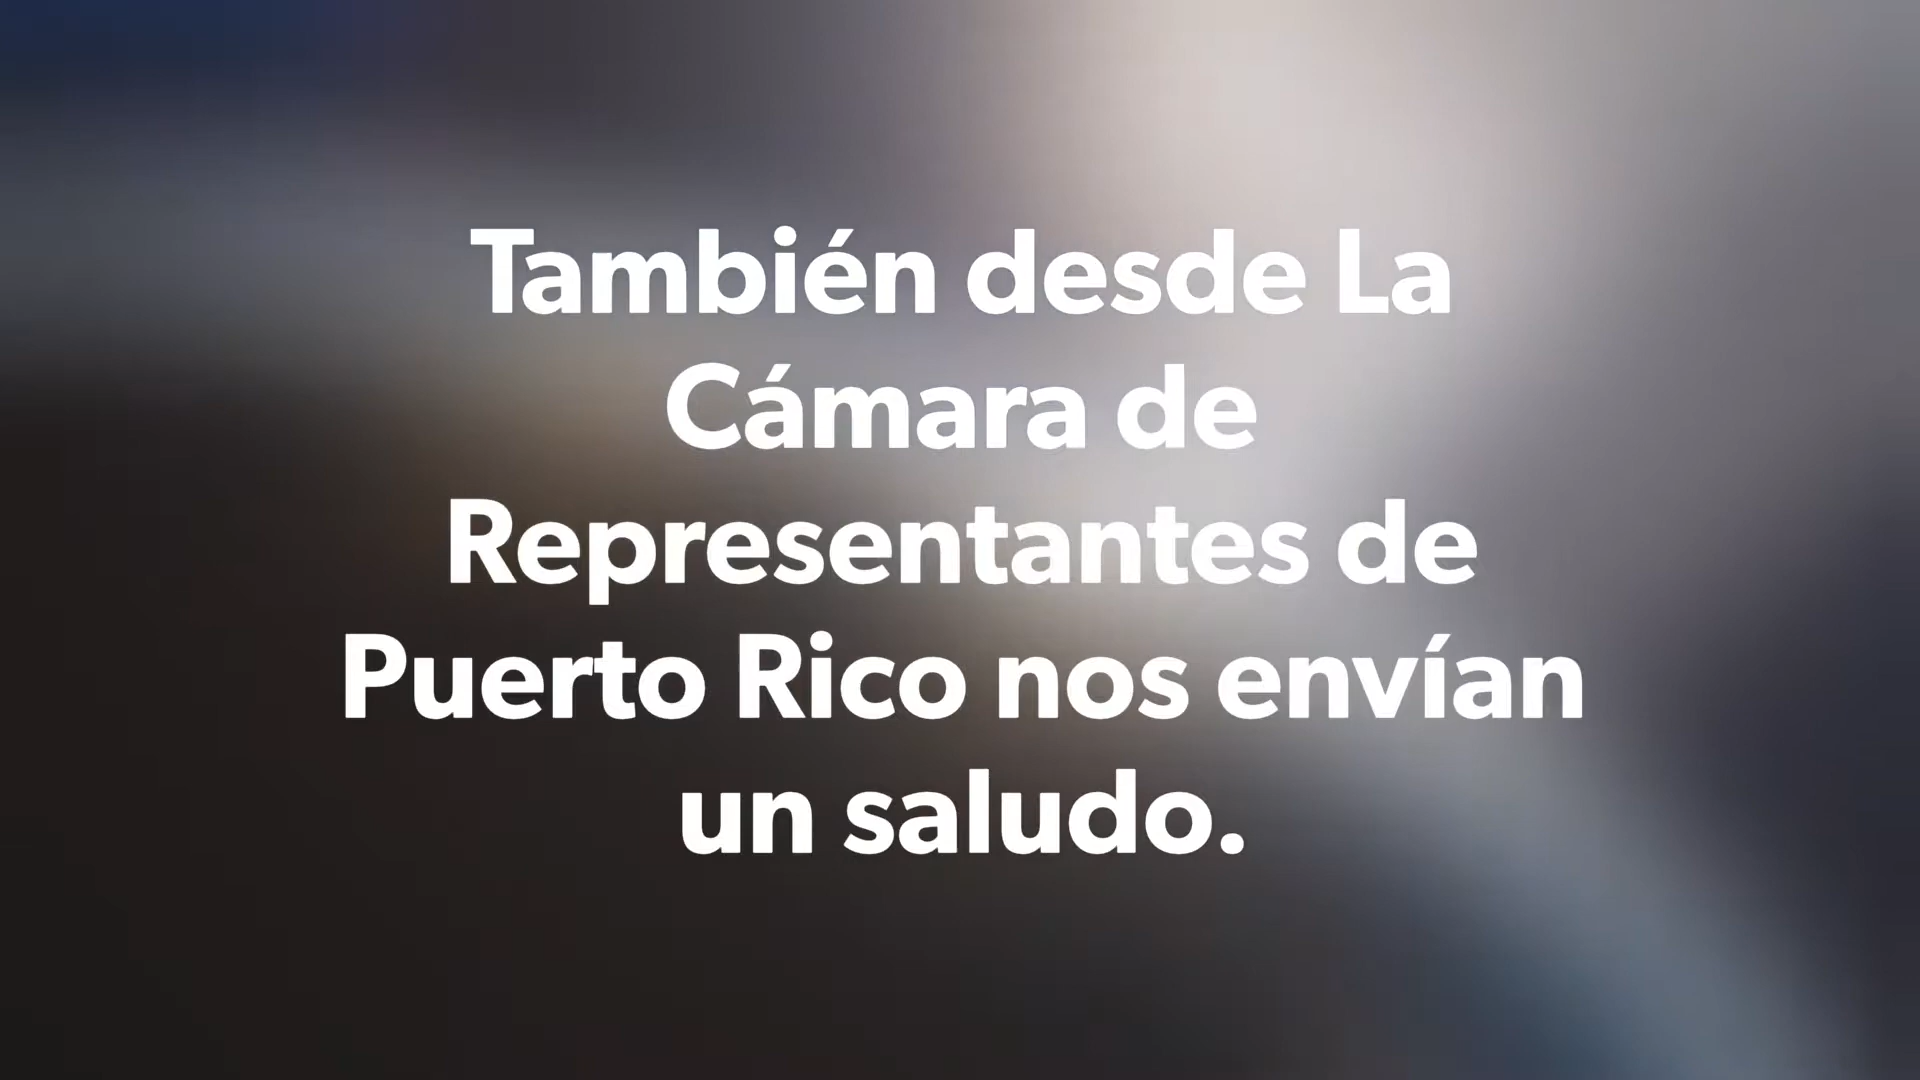 También desde La
Cámara de
Representantes de
Puerto Rico nos envían
un saludo.